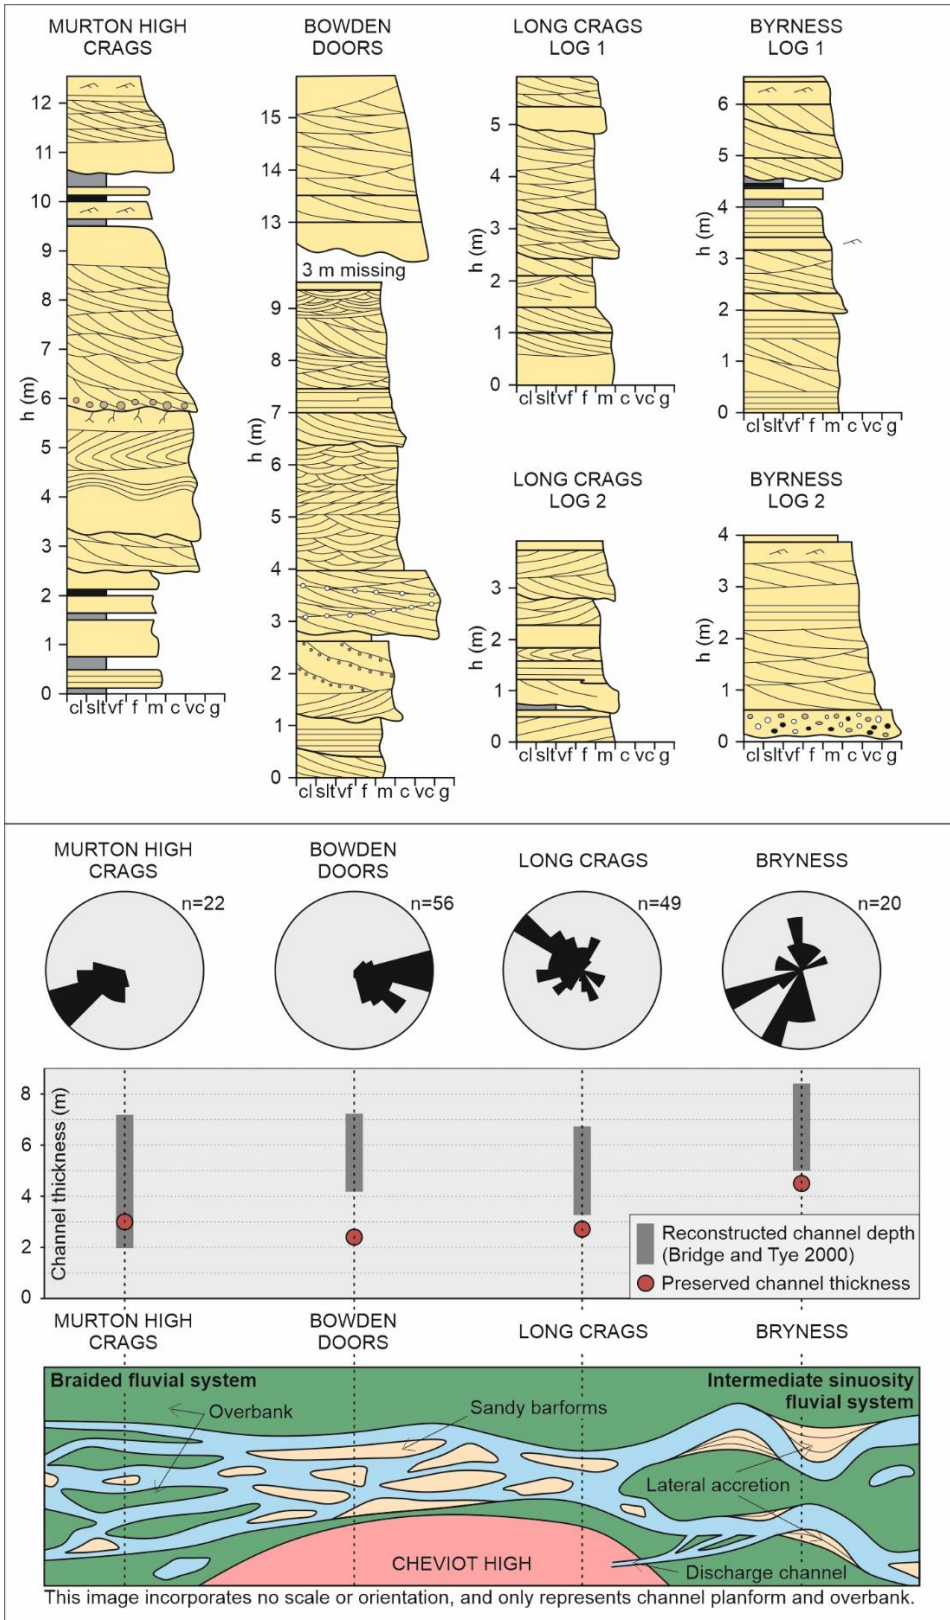 MURTON HIGH
CRAGS
BOWDEN
DOORS
LONG CRAGS
LOG 1
BYRNESS
LOG 1
h (m)
12
11
10
9
8
7
6
5
4
3
2
1
0
cl slt vf f m c vc g
h (m)
15
14
13
3 m missing
9
8
7
6
5
4
3
2
1
0
cl slt vf f m c vc g
h (m)
5
4
3
2
1
0
cl slt vf f m c vc g
h (m)
6
5
4
3
2
1
0
cl slt vf f m c vc g
LONG CRAGS
LOG 2
BYRNESS
LOG 2
h (m)
3
2
1
0
cl slt vf f m c vc g
h (m)
4
3
2
1
0
cl slt vf f m c vc g
MURTON HIGH
CRAGS
BOWDEN
DOORS
LONG CRAGS
BRYNESS
n=22
n=56
n=49
n=20
Channel thickness (m)
8
6
4
2
0
Reconstructed channel depth
(Bridge and Tye 2000)
Preserved channel thickness
MURTON HIGH
CRAGS
BOWDEN
DOORS
LONG CRAGS
BRYNESS
Braided fluvial system
Intermediate sinuosity
fluvial system
Overbank
Sandy barforms
Lateral accretion
CHEVIOT HIGH
Discharge channel
This image incorporates no scale or orientation, and only represents channel planform and overbank.